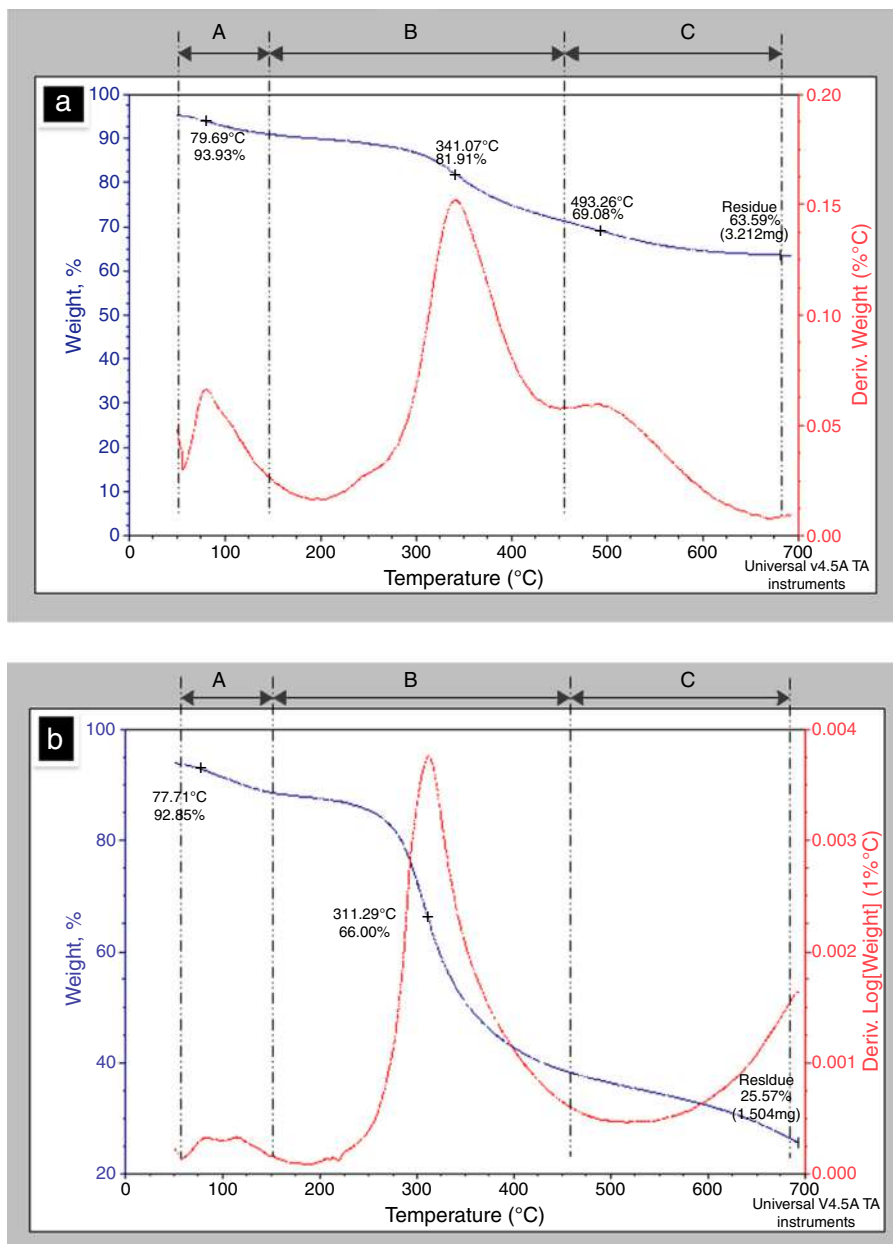 A B C
a
100
90
80
70
60
50
40
30
20
10
0
Weight, %
79.69°C
93.93%
341.07°C
81.91%
493.26°C
69.08%
Residue
63.59%
(3.212mg)
0.20
0.15
0.10
0.05
0.00
Deriv. Weight (%°C)
0 100 200 300 400 500 600 700
Temperature (°C)
Universal v4.5A TA
instruments
A B C
b
100
80
60
40
20
Weight, %
77.71°C
92.85%
311.29°C
66.00%
Residue
25.57%
(1.504mg)
0.004
0.003
0.002
0.001
0.000
Deriv. Log[Weight] (1%°C)
0 100 200 300 400 500 600 700
Temperature (°C)
Universal V4.5A TA
instruments